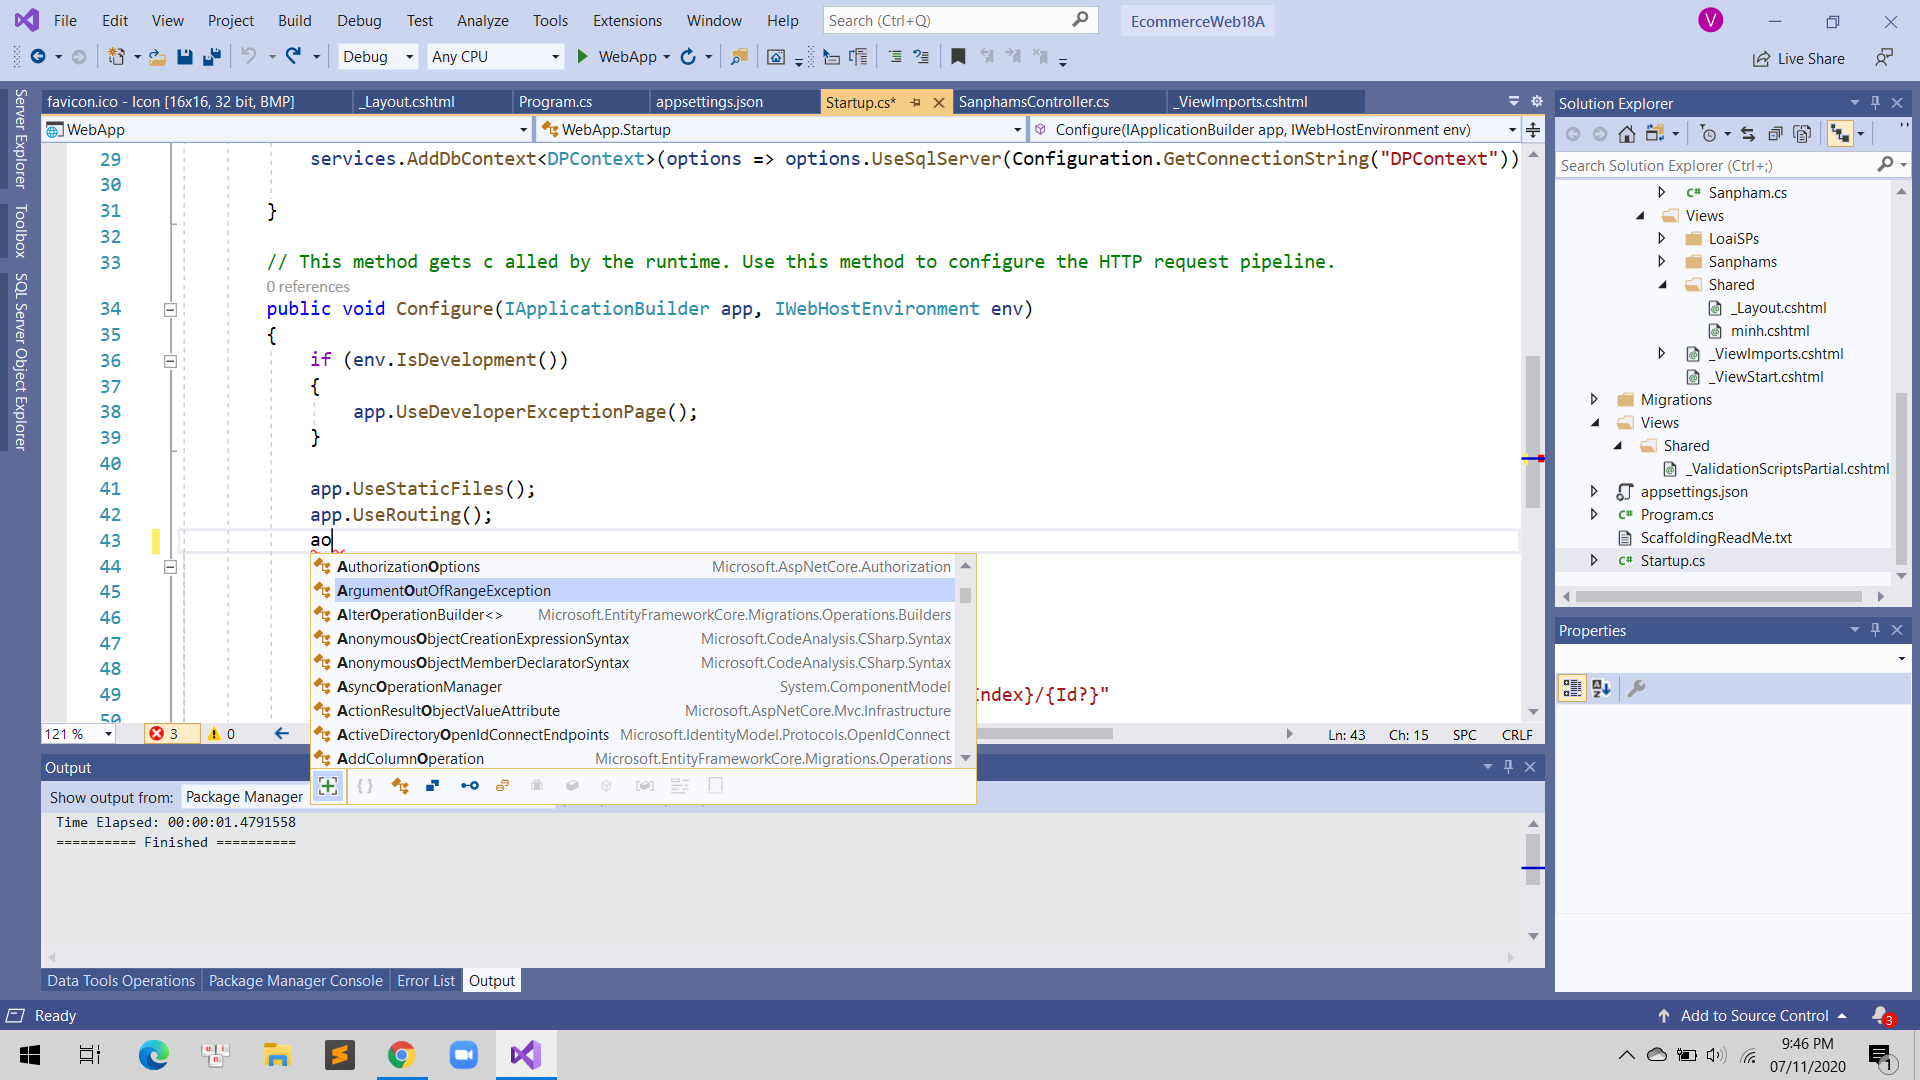 File Edit View Project Build Debug Test Analyze Tools Extensions Window Help Search (Ctrl+Q) EcommerceWeb18A V
Debug Any CPU WebApp Live Share
Server Explorer
Toolbox
SQL Server Object Explorer
favicon.ico - Icon [16x16, 32 bit, BMP] _Layout.cshtml Program.cs appsettings.json Startup.cs* SanphamsController.cs _ViewImports.cshtml
WebApp WebApp.Startup Configure(IApplicationBuilder app, IWebHostEnvironment env)
29 services.AddDbContext<DPContext>(options => options.UseSqlServer(Configuration.GetConnectionString("DPContext"))
30
31 }
32
33 // This method gets c alled by the runtime. Use this method to configure the HTTP request pipeline.
0 references
34 public void Configure(IApplicationBuilder app, IWebHostEnvironment env)
35 {
36 if (env.IsDevelopment())
37 {
38 app.UseDeveloperExceptionPage();
39 }
40
41 app.UseStaticFiles();
42 app.UseRouting();
43 ao
44
45
46
47
48
49 Index}/{Id?}"
50
AuthorizationOptions Microsoft.AspNetCore.Authorization
ArgumentOutOfRangeException
AlterOperationBuilder<> Microsoft.EntityFrameworkCore.Migrations.Operations.Builders
AnonymousObjectCreationExpressionSyntax Microsoft.CodeAnalysis.CSharp.Syntax
AnonymousObjectMemberDeclaratorSyntax Microsoft.CodeAnalysis.CSharp.Syntax
AsyncOperationManager System.ComponentModel
ActionResultObjectValueAttribute Microsoft.AspNetCore.Mvc.Infrastructure
ActiveDirectoryOpenIdConnectEndpoints Microsoft.IdentityModel.Protocols.OpenIdConnect
AddColumnOperation Microsoft.EntityFrameworkCore.Migrations.Operations
121 % 3 0 Ln: 43 Ch: 15 SPC CRLF
Output
Show output from: Package Manager
Time Elapsed: 00:00:01.4791558
========== Finished ==========
Data Tools Operations Package Manager Console Error List Output
Solution Explorer
Search Solution Explorer (Ctrl+;)
C# Sanpham.cs
Views
LoaiSPs
Sanphams
Shared
_Layout.cshtml
minh.cshtml
_ViewImports.cshtml
_ViewStart.cshtml
Migrations
Views
Shared
_ValidationScriptsPartial.cshtml
appsettings.json
C# Program.cs
ScaffoldingReadMe.txt
C# Startup.cs
Properties
Ready Add to Source Control 3
9:46 PM
07/11/2020
1